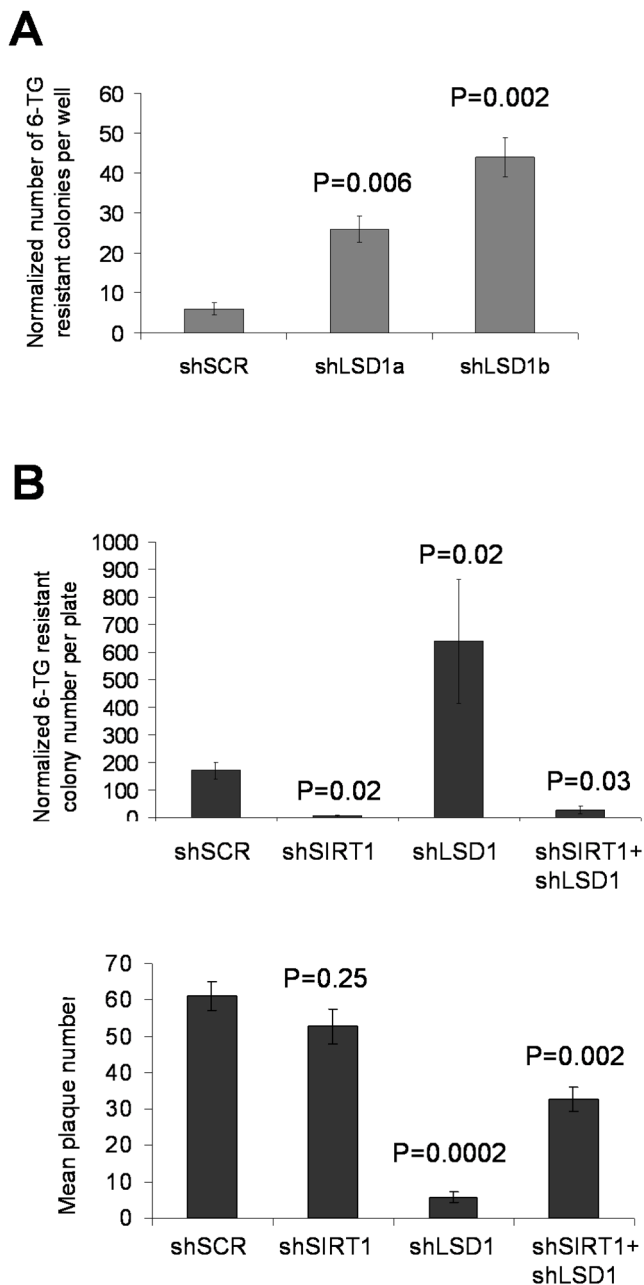 A
Normalized number of 6-TG
resistant colonies per well
60
50
40
30
20
10
0
P=0.006
P=0.002
shSCR
shLSD1a
shLSD1b
B
Normalized 6-TG resistant
colony number per plate
1000
900
800
700
600
500
400
300
200
100
0
P=0.02
P=0.02
P=0.03
shSCR
shSIRT1
shLSD1
shSIRT1+
shLSD1
Mean plaque number
70
60
50
40
30
20
10
0
P=0.25
P=0.0002
P=0.002
shSCR
shSIRT1
shLSD1
shSIRT1+
shLSD1